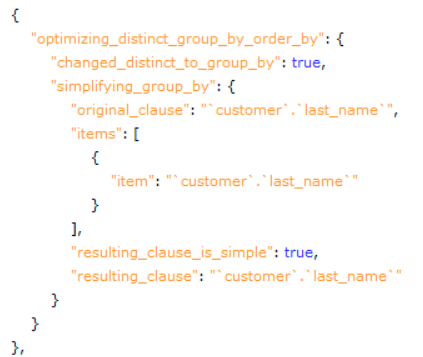 {
"optimizing_distinct_group_by_order_by": {
"changed_distinct_to_group_by": true,
"simplifying_group_by": {
"original_clause": "`customer`.`last_name`",
"items": [
{
"item": "`customer`.`last_name`"
}
],
"resulting_clause_is_simple": true,
"resulting_clause": "`customer`.`last_name`"
}
}
},